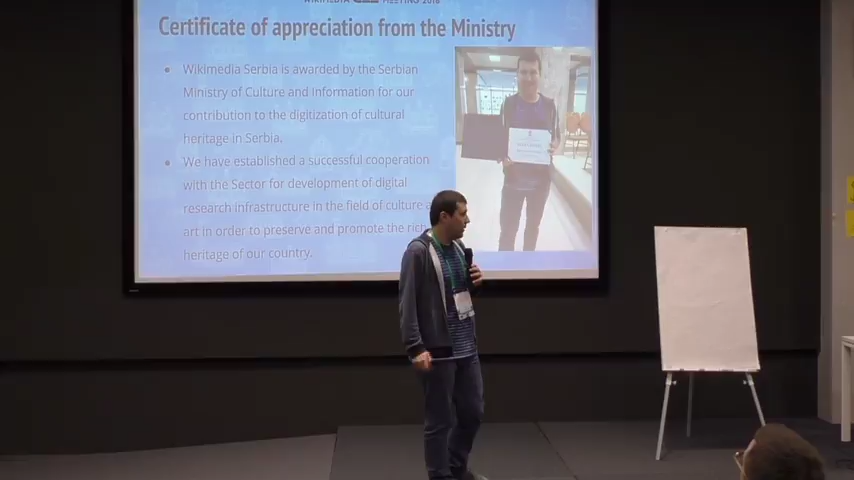 MEETING 2018
Certificate of appreciation from the Ministry
Wikimedia Serbia is awarded by the Serbian
Ministry of Culture and Information for our
contribution to the digitization of cultural
heritage in Serbia.
We have established a successful cooperation
with the Sector for development of digital
research infrastructure in the field of culture
art in order to preserve and promote the rich
heritage of our country.